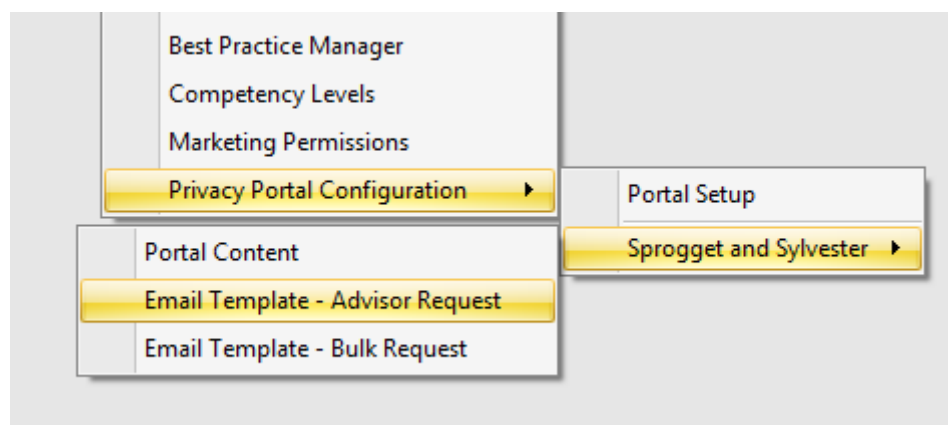 Best Practice Manager
Competency Levels
Marketing Permissions
Privacy Portal Configuration
Portal Setup
Sprogget and Sylvester
Portal Content
Email Template - Advisor Request
Email Template - Bulk Request